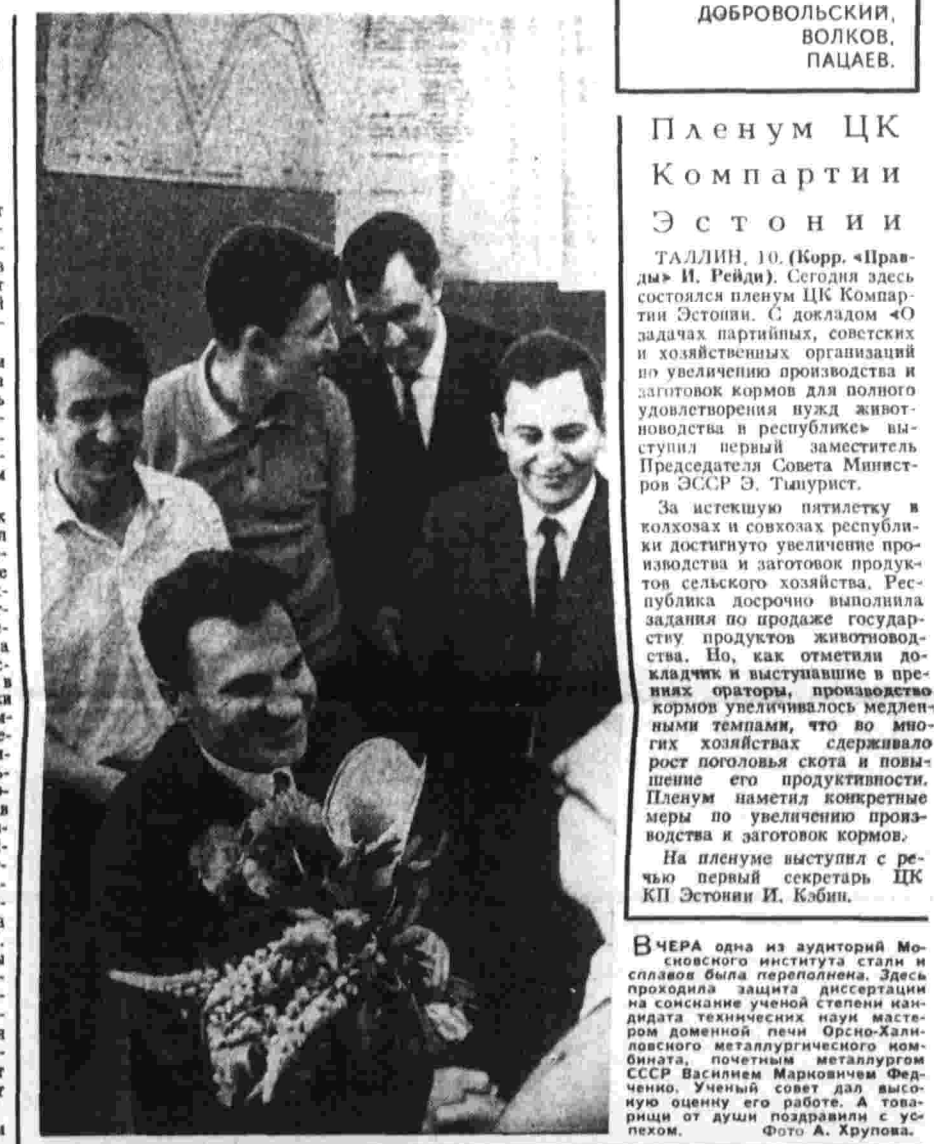 ДОБРОВОЛЬСКИЙ,
ВОЛКОВ,
ПАЦАЕВ.
Пленум ЦК
Компартии
Эстонии
ТАЛЛИН, 10. (Корр. «Прав-
ды» И. Рейди). Сегодня здесь
состоялся пленум ЦК Компар-
тии Эстонии. С докладом «О
задачах партийных, советских
и хозяйственных организаций
по увеличению производства и
заготовок кормов для полного
удовлетворения нужд живот-
новодства в республике» вы-
ступил первый заместитель
Председателя Совета Министр-
ов ЭССР Э. Тынурист.
За истекшую пятилетку в
колхозах и совхозах республи-
ки достигнуто увеличение про-
изводства и заготовок продук-
тов сельского хозяйства. Рес-
публика досрочно выполнила
задания по продаже государ-
ству продуктов животновод-
ства. Но, как отметили до-
кладчик и выступавшие в пре-
ниях ораторы, производство
кормов увеличивалось медлен-
ными темпами, что во мно-
гих хозяйствах сдерживало
рост поголовья скота и повы-
шение его продуктивности.
Пленум наметил конкретные
меры по увеличению произ-
водства и заготовок кормов.
На пленуме выступил с ре-
чью первый секретарь ЦК
КП Эстонии И. Кэбин.
ВЧЕРА одна из аудиторий Мо-
сковского института стали и
сплавов была переполнена. Здесь
проходила защита диссертации
на соискание ученой степени кан-
дидата технических наук масте-
ром доменной печи Орско-Хали-
ловского металлургического ком-
бината, почетным металлургом
СССР Василием Марковичем Фед-
ченко. Ученый совет дал высо-
кую оценку его работе. А това-
рищи от души поздравили с ус-
пехом. Фото А. Хрупова.